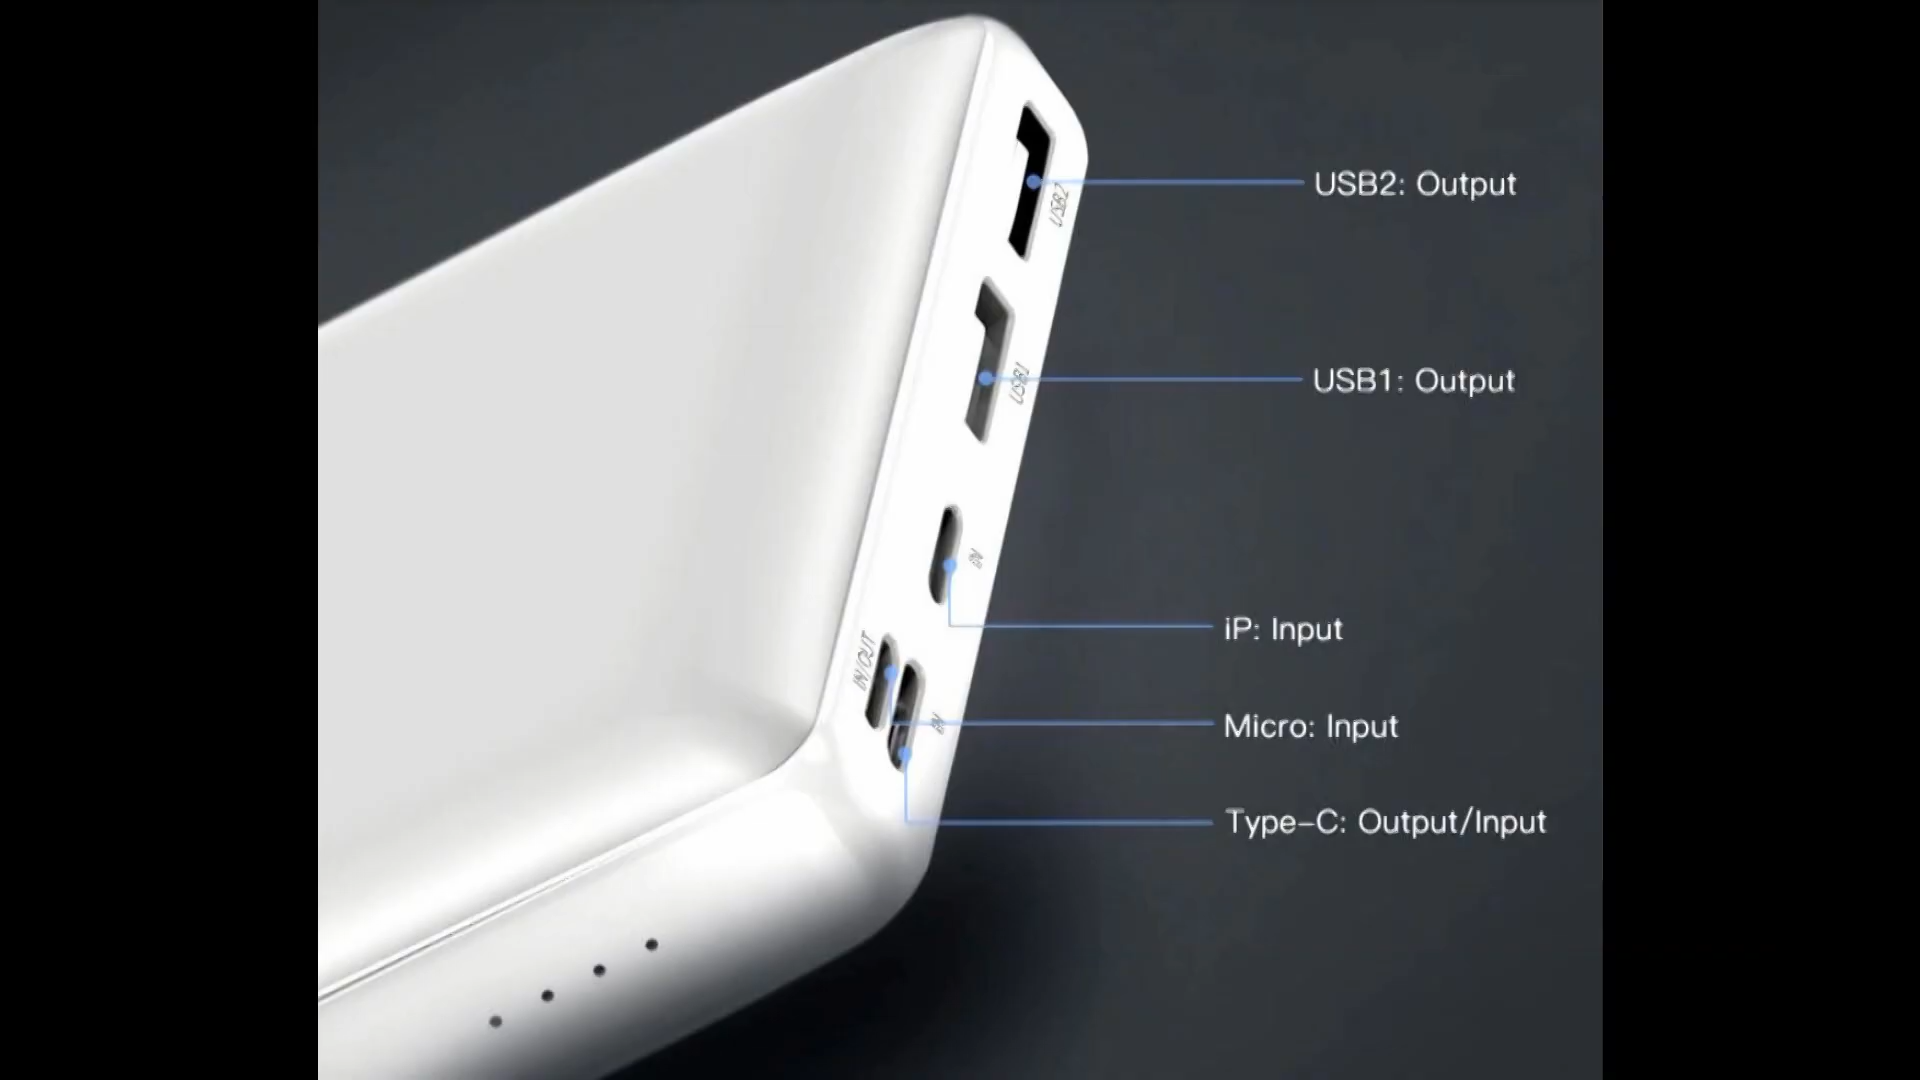 USB2: Output
USB2
USB1: Output
USB1
IN
iP: Input
IN/OUT
IN
Micro: Input
Type-C: Output/Input